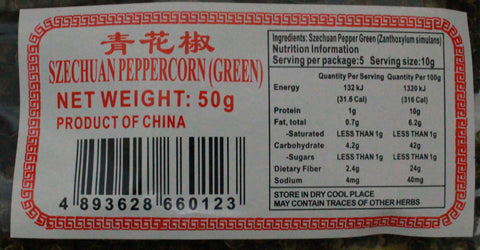 青花椒
SZECHUAN PEPPERCORN (GREEN)
NET WEIGHT: 50g
PRODUCT OF CHINA
4 893628 660123
Ingredients: Szechuan Pepper Green (Zanthoxylum simulans)
Nutrition Information
Serving per package:5 Serving size:10g
Quantity Per Serving Quantity Per 100g
Energy 132 kJ 1320 kJ
(31.6 Cal) (316 Cal)
Protein 1g 10g
Fat, total 0.7g 6.2g
-Saturated LESS THAN 1g LESS THAN 1g
Carbohydrate 4.2g 42g
-Sugars LESS THAN 1g LESS THAN 1g
Dietary Fiber 2.4g 24g
Sodium 4mg 40mg
STORE IN DRY COOL PLACE
MAY CONTAIN TRACES OF OTHER HERBS